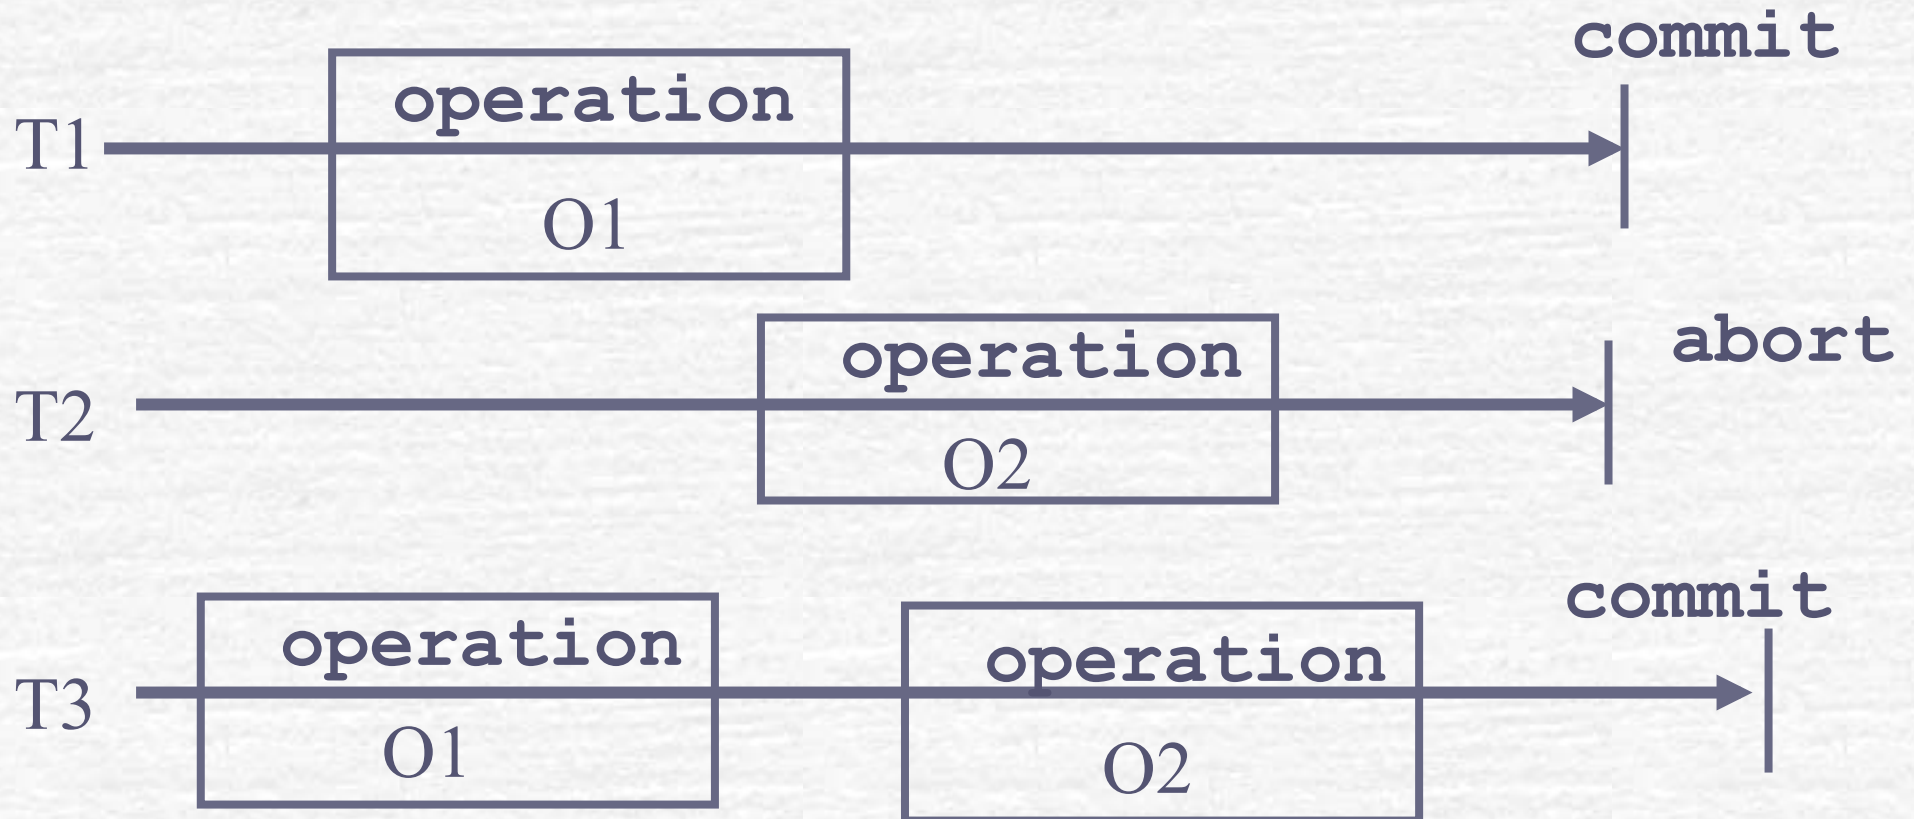 commit
operation
T1
O1
abort
operation
T2
O2
commit
operation
operation
T3
O1
O2